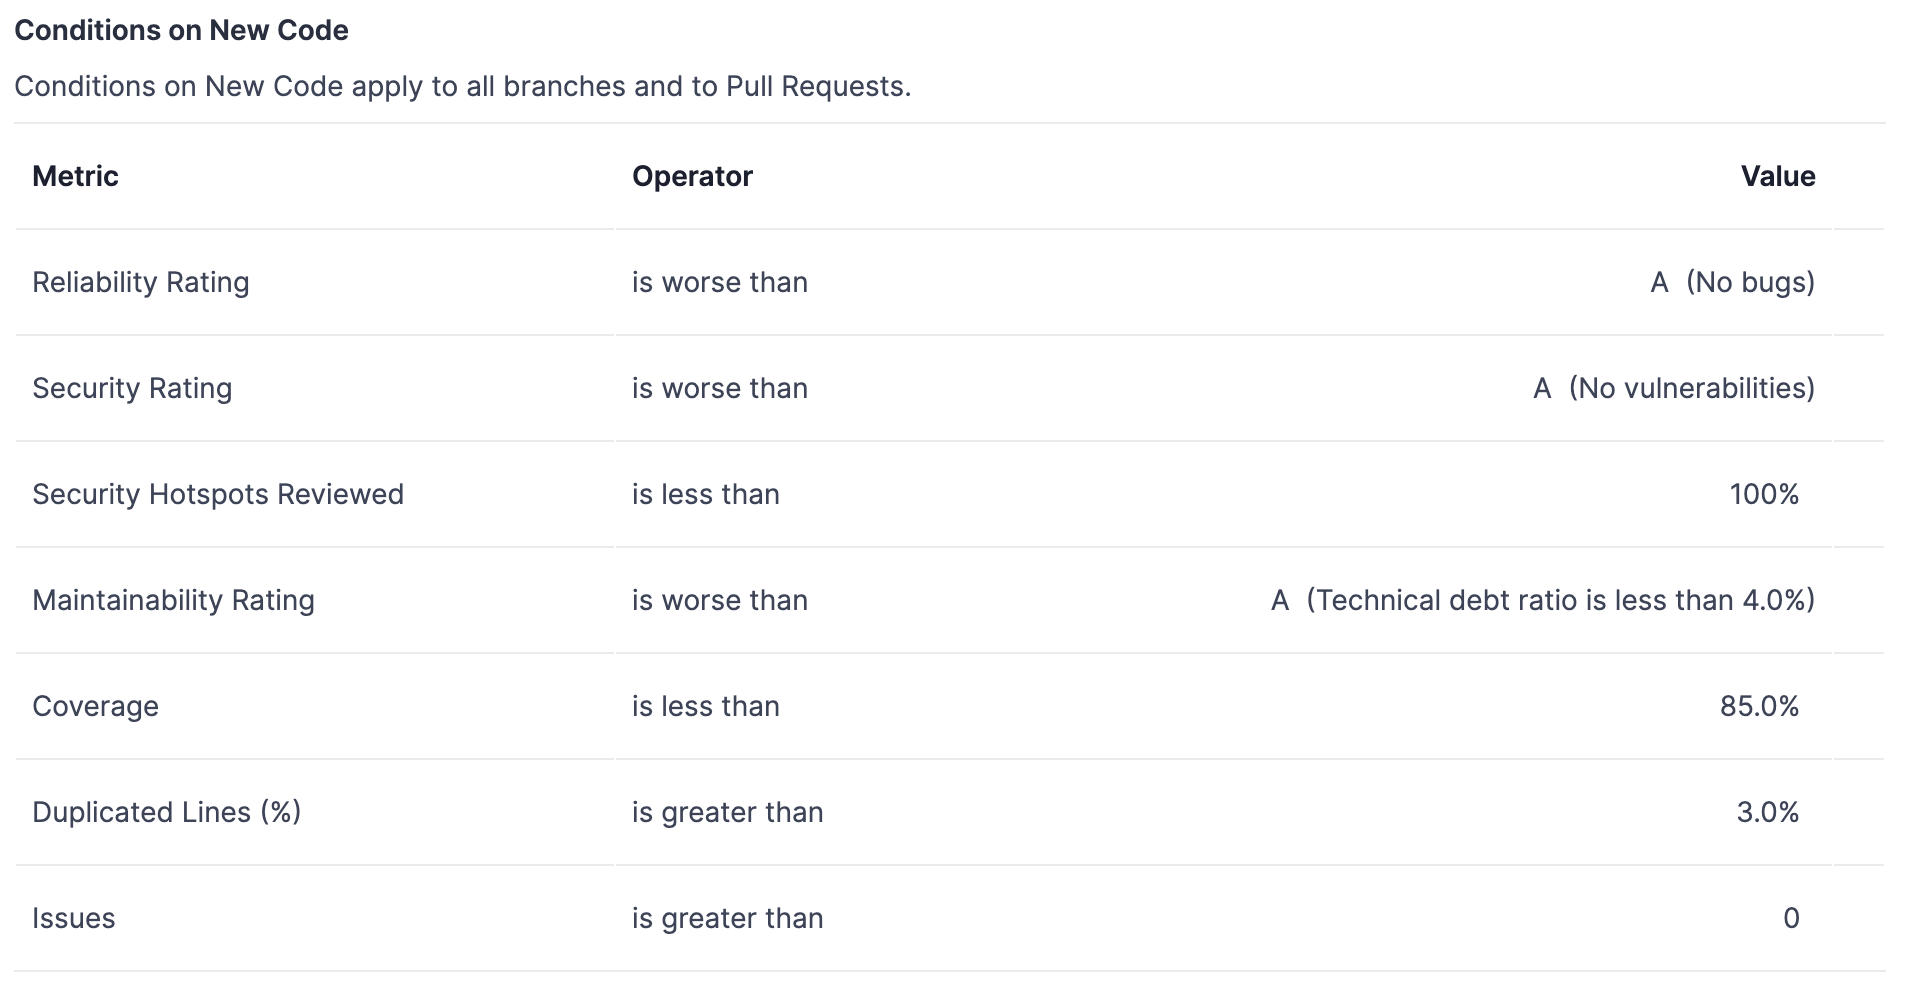 Conditions on New Code
Conditions on New Code apply to all branches and to Pull Requests.
Metric Operator Value
Reliability Rating is worse than A (No bugs)
Security Rating is worse than A (No vulnerabilities)
Security Hotspots Reviewed is less than 100%
Maintainability Rating is worse than A (Technical debt ratio is less than 4.0%)
Coverage is less than 85.0%
Duplicated Lines (%) is greater than 3.0%
Issues is greater than 0